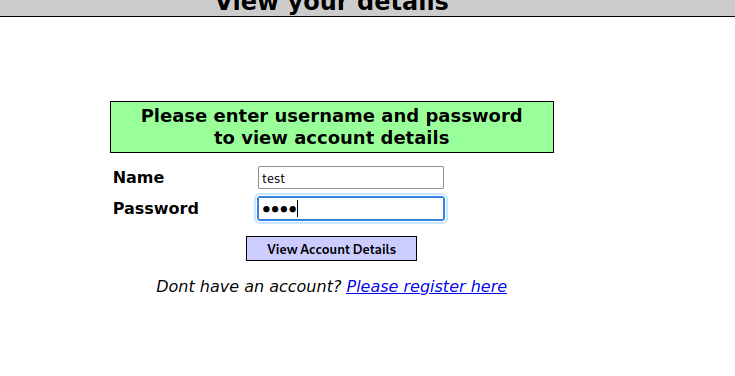 View your details
Please enter username and password
to view account details
Name
test
Password
••••
View Account Details
Dont have an account? Please register here